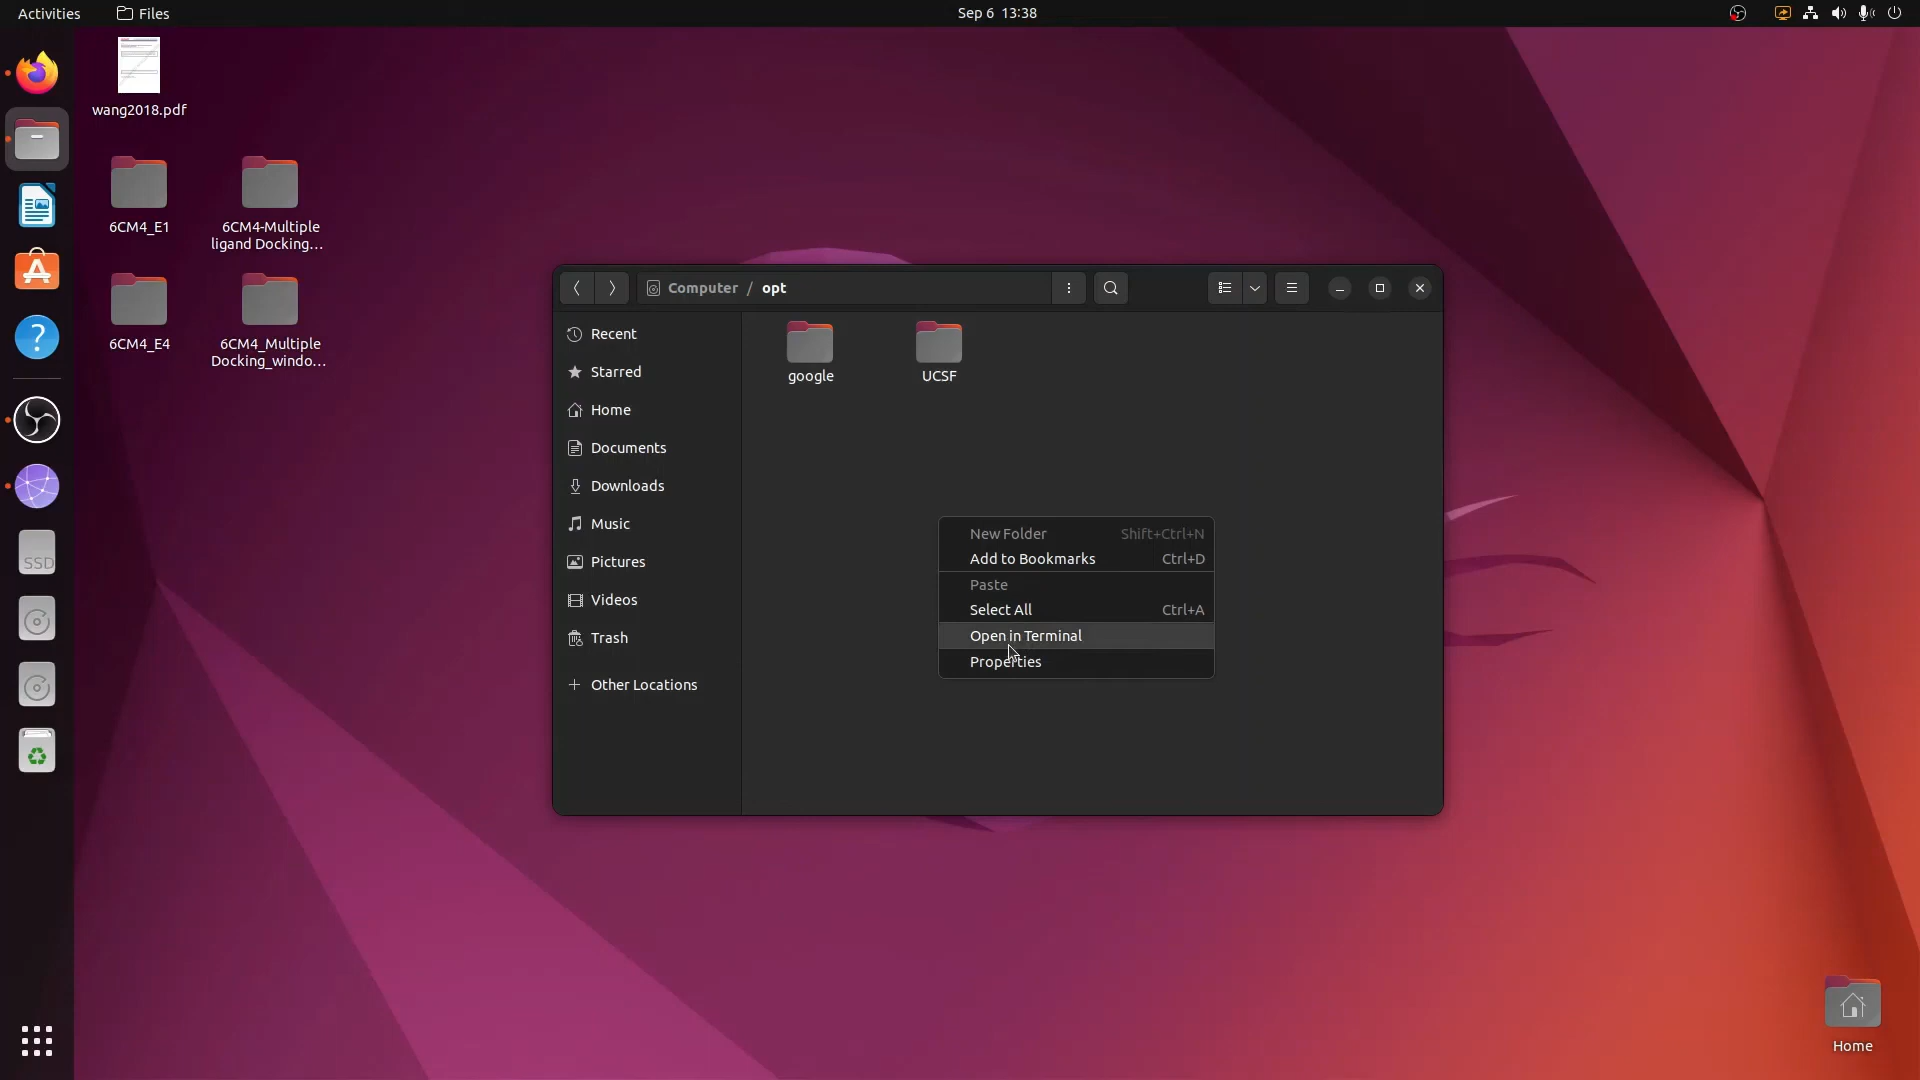 Activities
Files
Sep 6 13:38
wang2018.pdf
6CM4_E1
6CM4-Multiple
ligand Docking...
6CM4_E4
6CM4_Multiple
Docking_windo...
SSD
Computer / opt
Recent
Starred
Home
Documents
Downloads
Music
Pictures
Videos
Trash
+ Other Locations
google
UCSF
New Folder Shift+Ctrl+N
Add to Bookmarks Ctrl+D
Paste
Select All Ctrl+A
Open in Terminal
Properties
Home